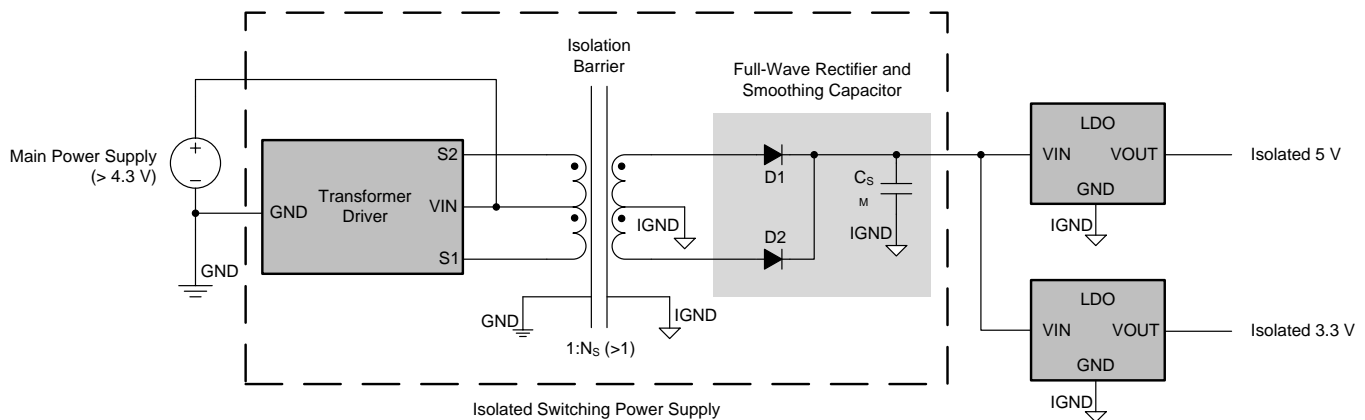 Isolation
Barrier
Full-Wave Rectifier and
Smoothing Capacitor
Main Power Supply
(> 4.3 V)
+
–
GND
GND
Transformer
Driver
S2
VIN
S1
IGND
D1
D2
CS
M
IGND
GND
IGND
1:NS (>1)
LDO
VIN
VOUT
GND
IGND
Isolated 5 V
LDO
VIN
VOUT
GND
IGND
Isolated 3.3 V
Isolated Switching Power Supply